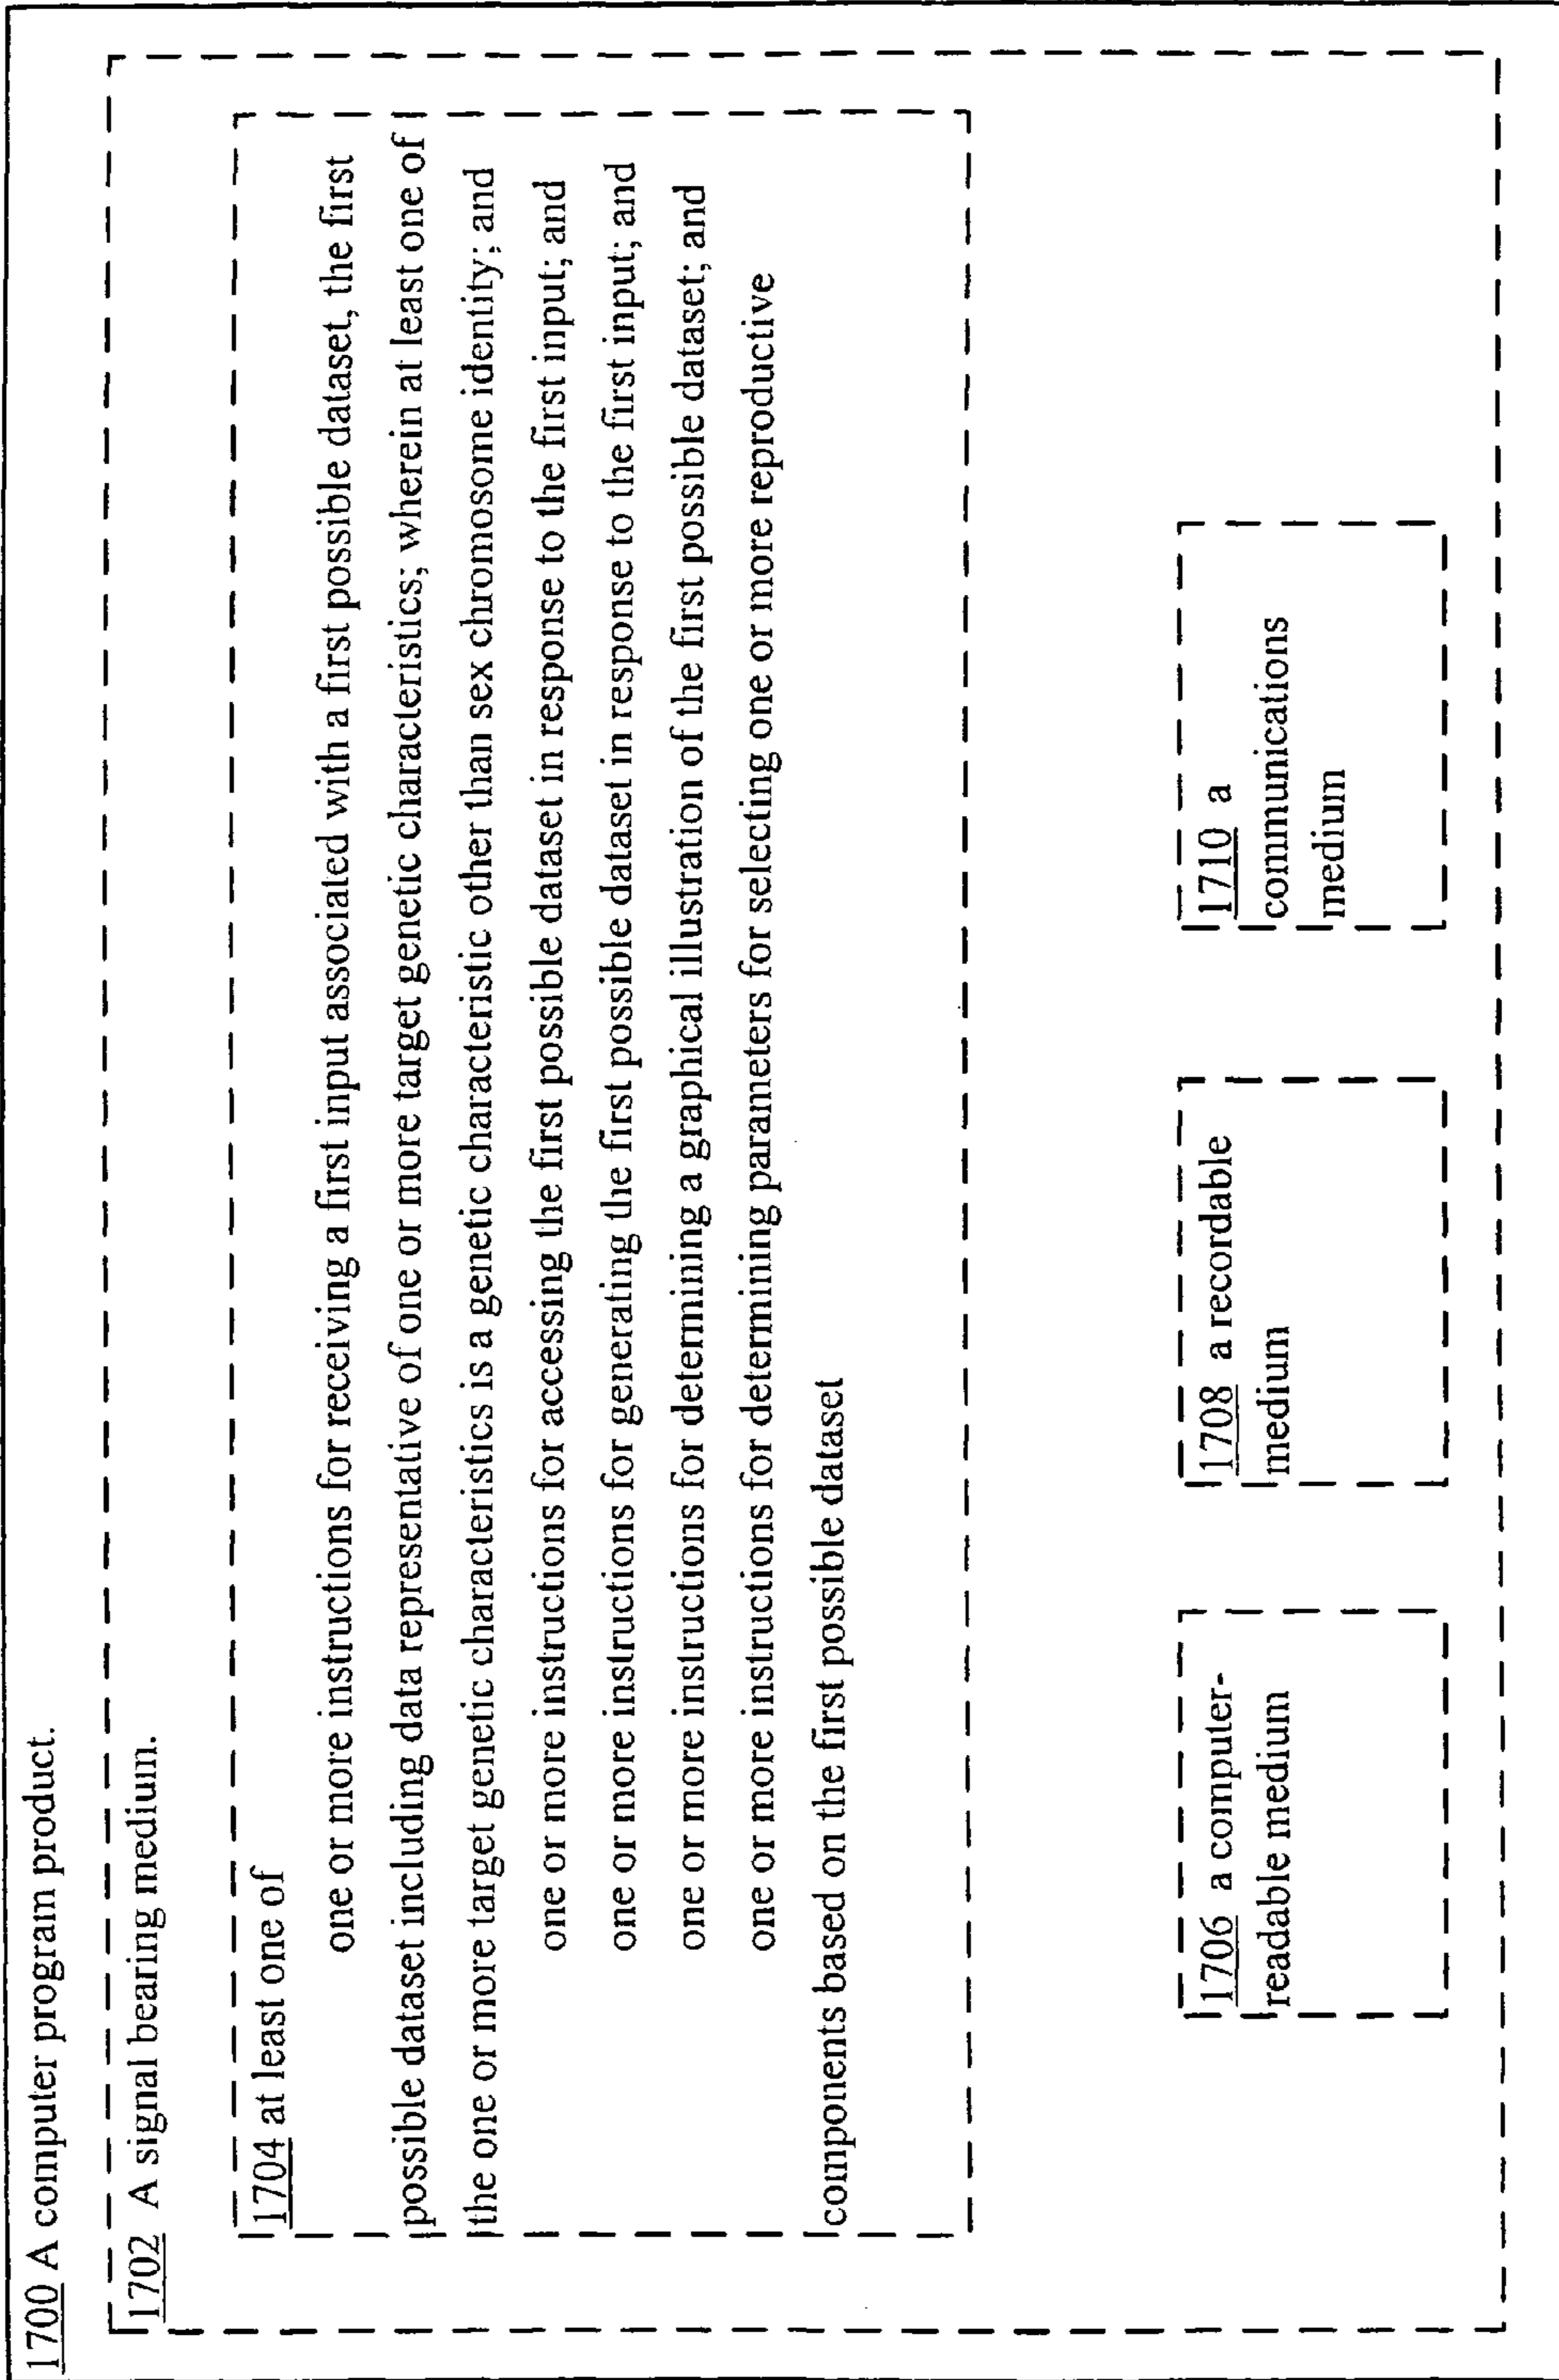 1700 A computer program product.
1702 A signal bearing medium.
1704 at least one of
one or more instructions for receiving a first input associated with a first possible dataset, the first
possible dataset including data representative of one or more target genetic characteristics; wherein at least one of
the one or more target genetic characteristics is a genetic characteristic other than sex chromosome identity; and
one or more instructions for accessing the first possible dataset in response to the first input; and
one or more instructions for generating the first possible dataset in response to the first input; and
one or more instructions for determining a graphical illustration of the first possible dataset; and
one or more instructions for determining parameters for selecting one or more reproductive
components based on the first possible dataset
1706 a computer-
readable medium
1708 a recordable
medium
1710 a
communications
medium